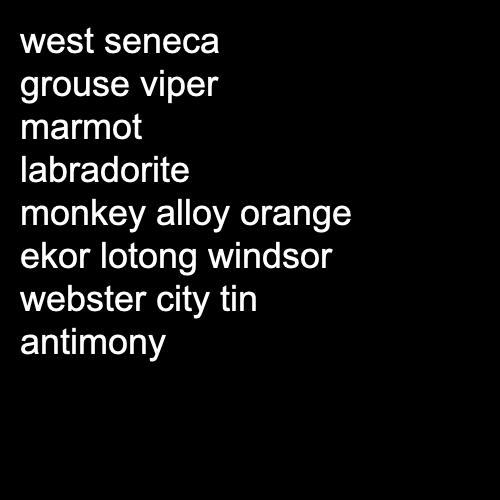 west seneca
grouse viper
marmot
labradorite
monkey alloy orange
ekor lotong windsor
webster city tin
antimony